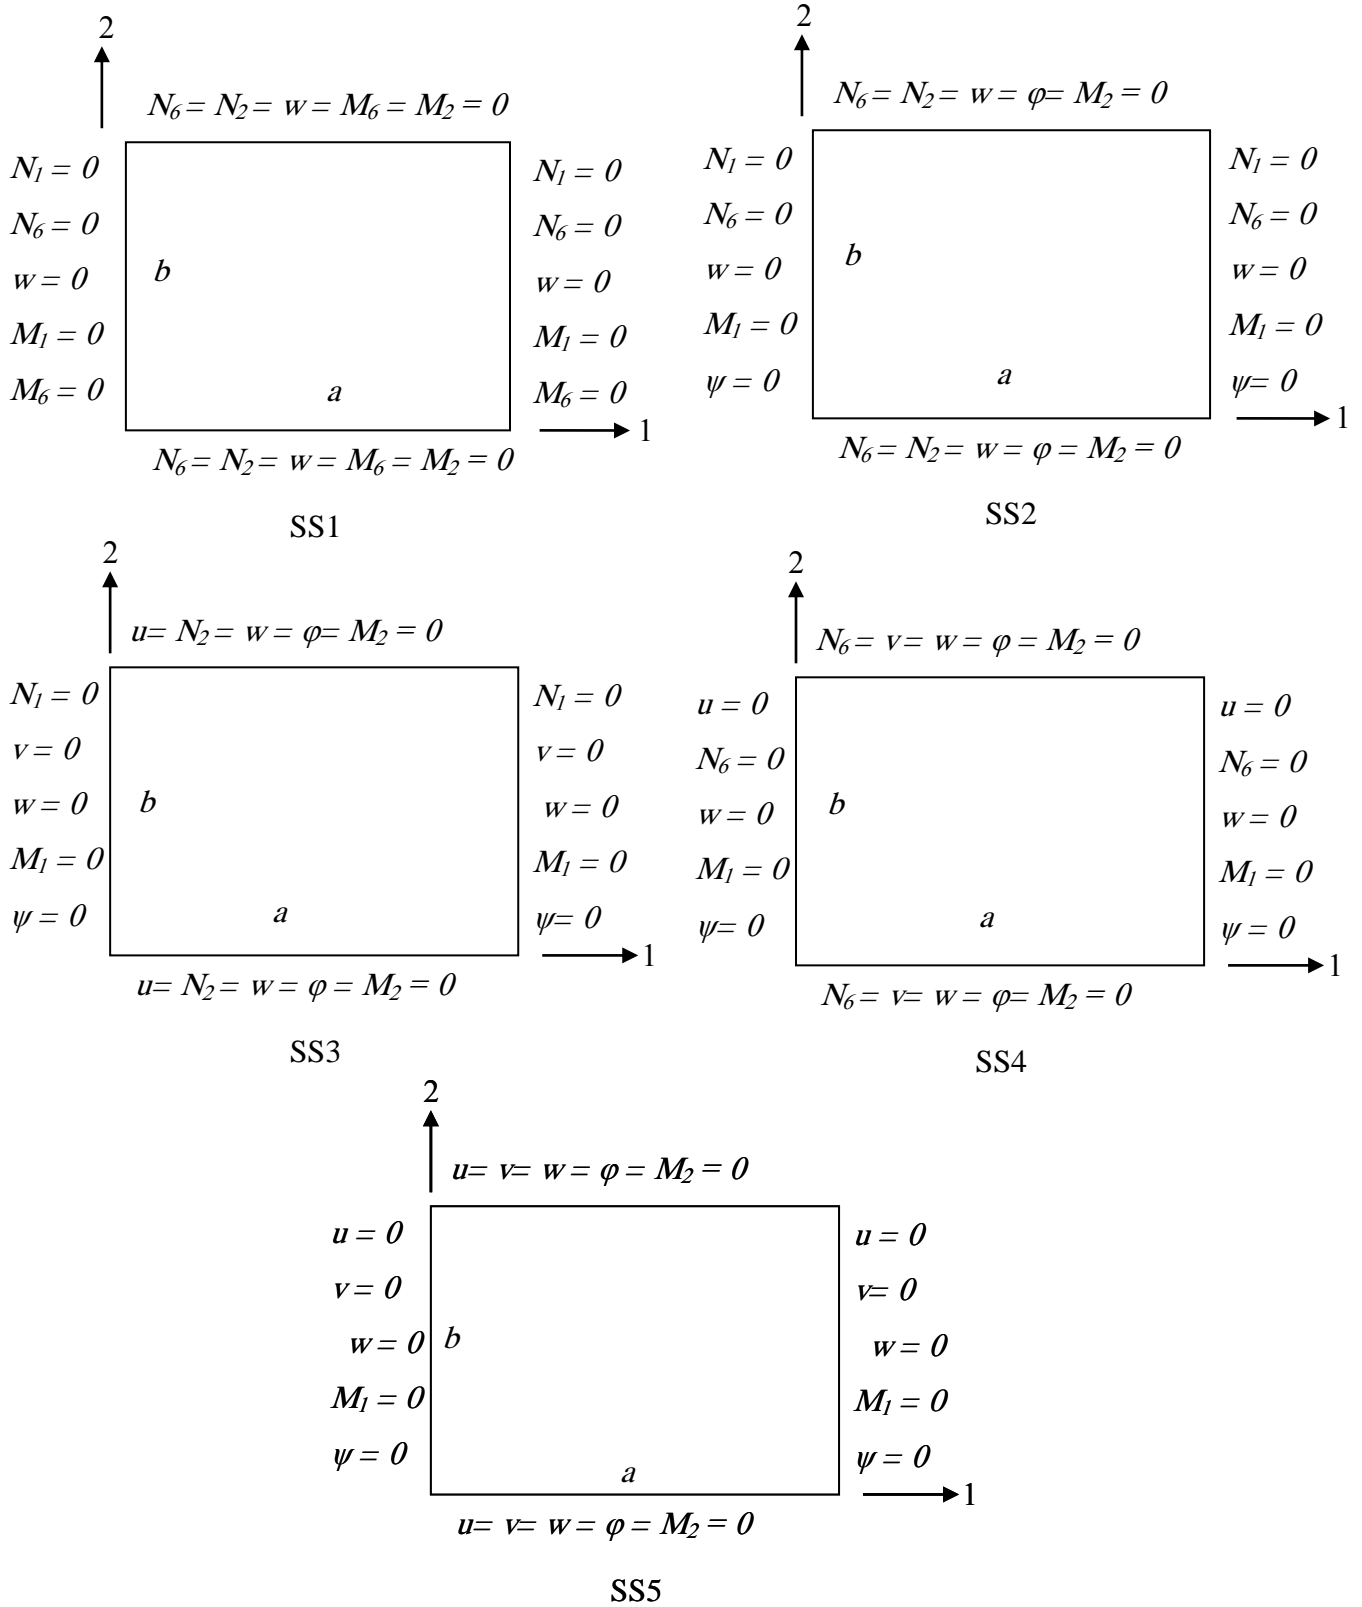 2
N₆ = N₂ = w = M₆ = M₂ = 0
N₁ = 0
N₆ = 0
w = 0
M₁ = 0
M₆ = 0
b
a
N₁ = 0
N₆ = 0
w = 0
M₁ = 0
M₆ = 0
1
N₆ = N₂ = w = M₆ = M₂ = 0
SS1
2
N₆ = N₂ = w = φ = M₂ = 0
N₁ = 0
N₆ = 0
w = 0
M₁ = 0
ψ = 0
b
a
N₁ = 0
N₆ = 0
w = 0
M₁ = 0
ψ = 0
1
N₆ = N₂ = w = φ = M₂ = 0
SS2
2
u = N₂ = w = φ = M₂ = 0
N₁ = 0
v = 0
w = 0
M₁ = 0
ψ = 0
b
a
N₁ = 0
v = 0
w = 0
M₁ = 0
ψ = 0
1
u = N₂ = w = φ = M₂ = 0
SS3
2
N₆ = v = w = φ = M₂ = 0
u = 0
N₆ = 0
w = 0
M₁ = 0
ψ = 0
b
a
u = 0
N₆ = 0
w = 0
M₁ = 0
ψ = 0
1
N₆ = v = w = φ = M₂ = 0
SS4
2
u = v = w = φ = M₂ = 0
u = 0
v = 0
w = 0
M₁ = 0
ψ = 0
b
a
u = 0
v = 0
w = 0
M₁ = 0
ψ = 0
1
u = v = w = φ = M₂ = 0
SS5